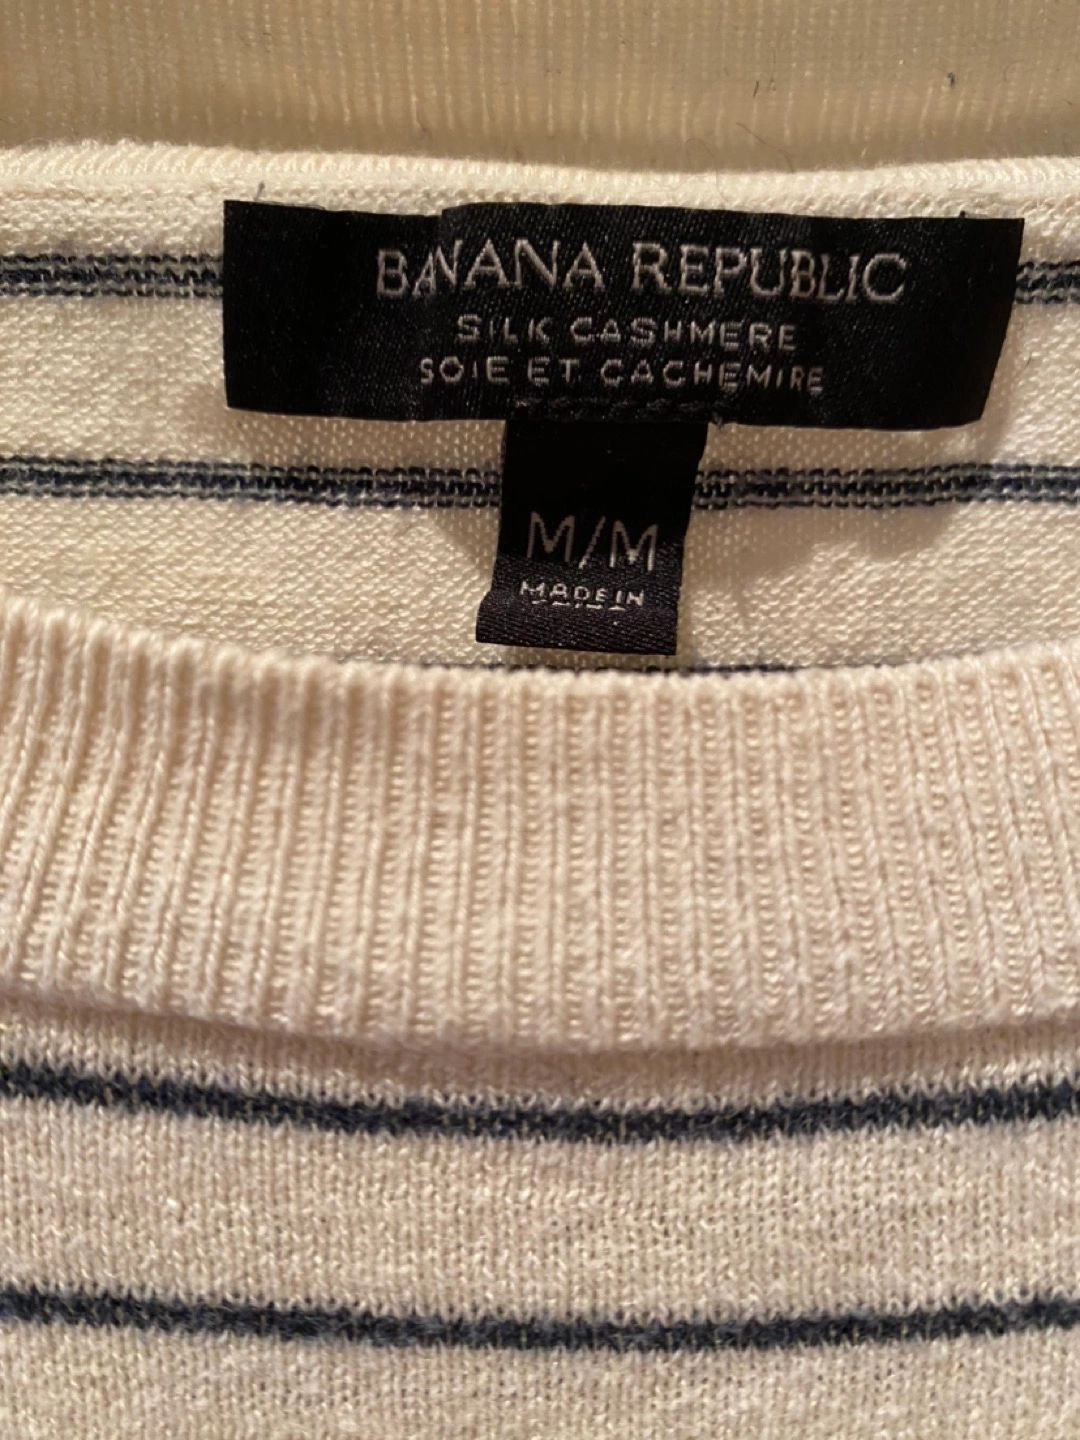 BANANA REPUBLIC
SILK CASHMERE
SOIE ET CACHEMIRE
M/M
MADE IN